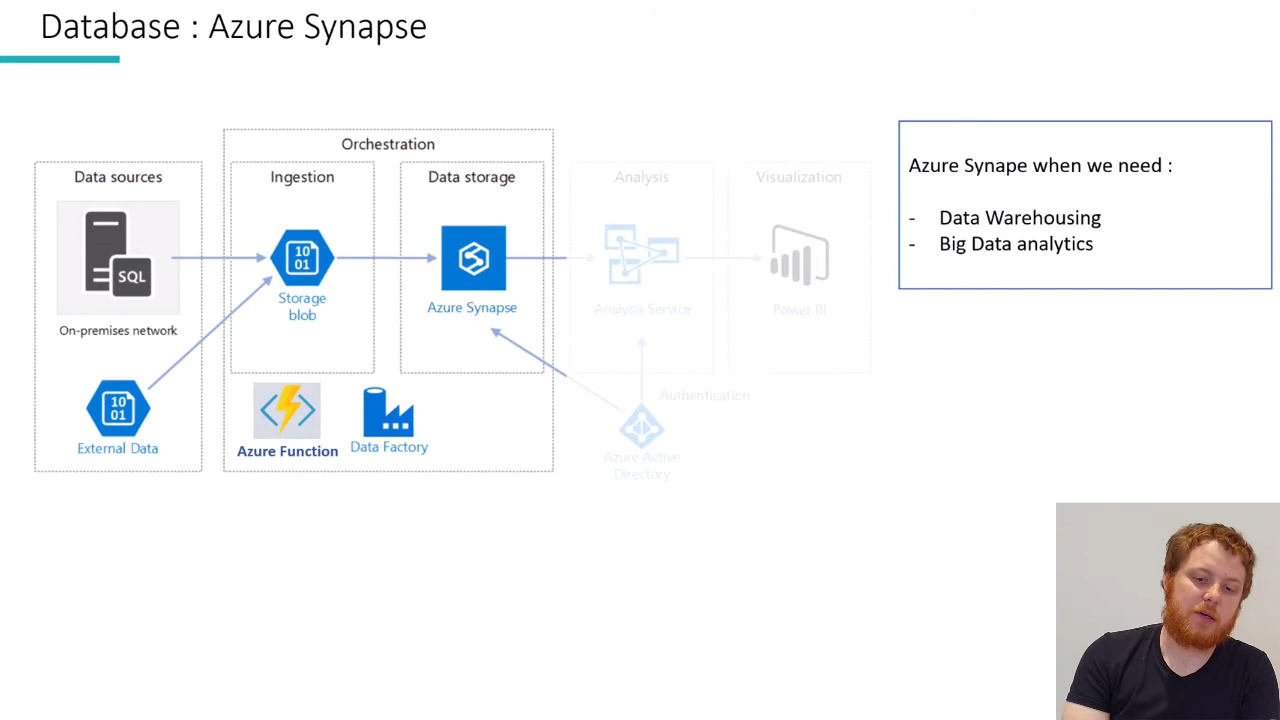 Database : Azure Synapse
Orchestration
Data sources
Ingestion
Data storage
Analysis
Visualization
SQL
10
01
Storage
blob
Azure Synapse
Analysis Service
Power BI
On-premises network
10
01
External Data
Azure Function
Data Factory
Authentication
Azure Active
Directory
Azure Synape when we need :
- Data Warehousing
- Big Data analytics